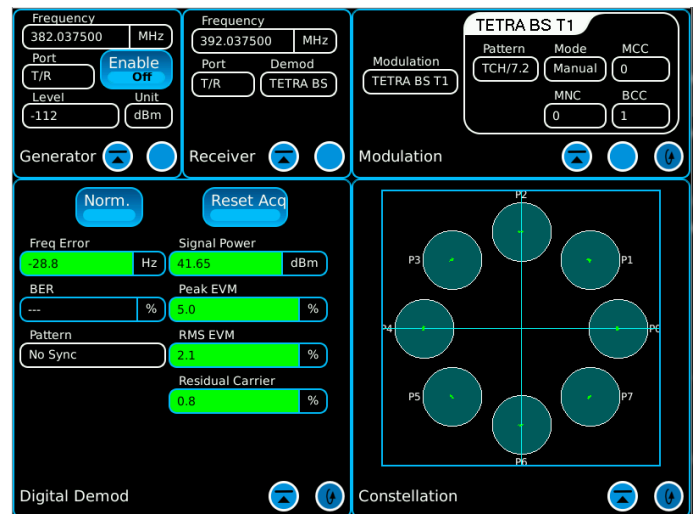 Frequency
382.037500 MHz
Port
T/R
Enable
Off
Level Unit
-112 dBm
Generator
Frequency
392.037500 MHz
Port Demod
T/R TETRA BS
Receiver
Modulation
TETRA BS T1
TETRA BS T1
Pattern Mode MCC
TCH/7.2 Manual 0
MNC BCC
0 1
Modulation
Norm. Reset Acq
Freq Error Signal Power
-28.8 Hz 41.65 dBm
BER Peak EVM
--- % 5.0 %
Pattern RMS EVM
No Sync 2.1 %
Residual Carrier
0.8 %
Digital Demod
P2
P3 P1
P4 P0
P5 P7
P6
Constellation